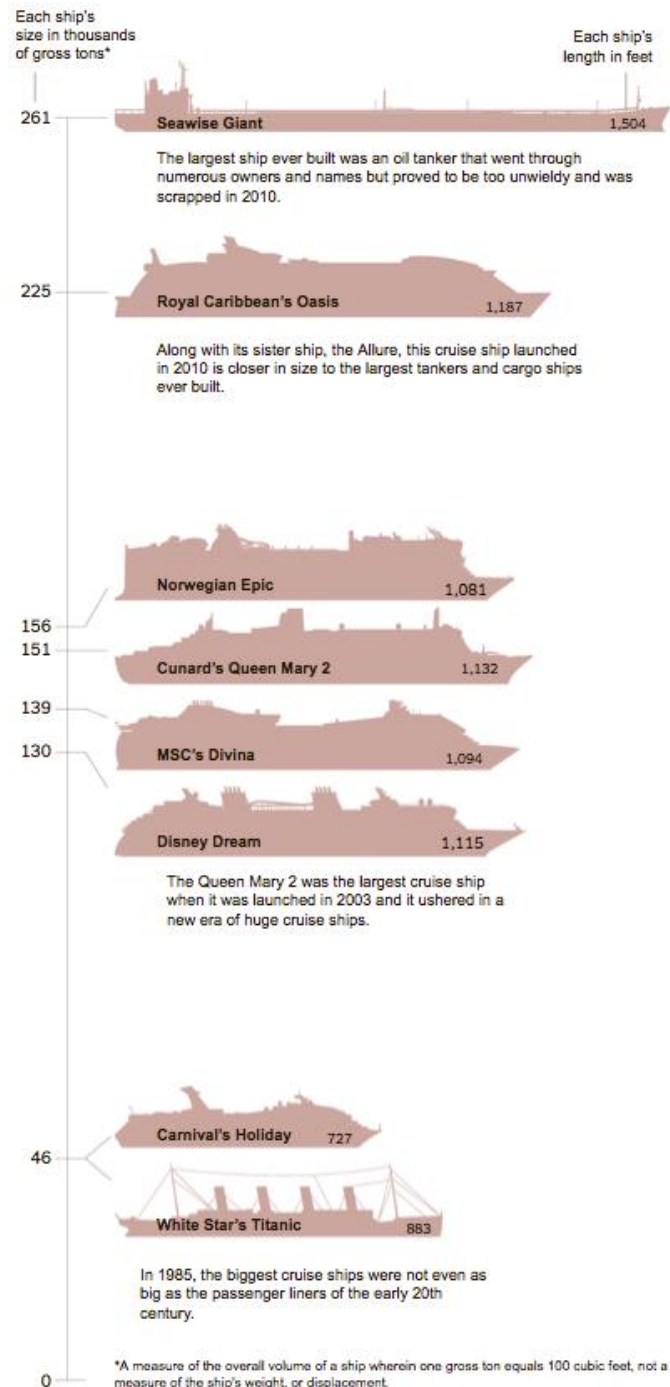 Each ship's
size in thousands
of gross tons*
Each ship's
length in feet
261
Seawise Giant 1,504
The largest ship ever built was an oil tanker that went through
numerous owners and names but proved to be too unwieldy and was
scrapped in 2010.
225
Royal Caribbean's Oasis 1,187
Along with its sister ship, the Allure, this cruise ship launched
in 2010 is closer in size to the largest tankers and cargo ships
ever built.
Norwegian Epic 1,081
156
151
Cunard's Queen Mary 2 1,132
139
130
MSC's Divina 1,094
Disney Dream 1,115
The Queen Mary 2 was the largest cruise ship
when it was launched in 2003 and it ushered in a
new era of huge cruise ships.
Carnival's Holiday 727
46
White Star's Titanic 883
In 1985, the biggest cruise ships were not even as
big as the passenger liners of the early 20th
century.
0
*A measure of the overall volume of a ship wherein one gross ton equals 100 cubic feet, not a
measure of the ship's weight, or displacement.